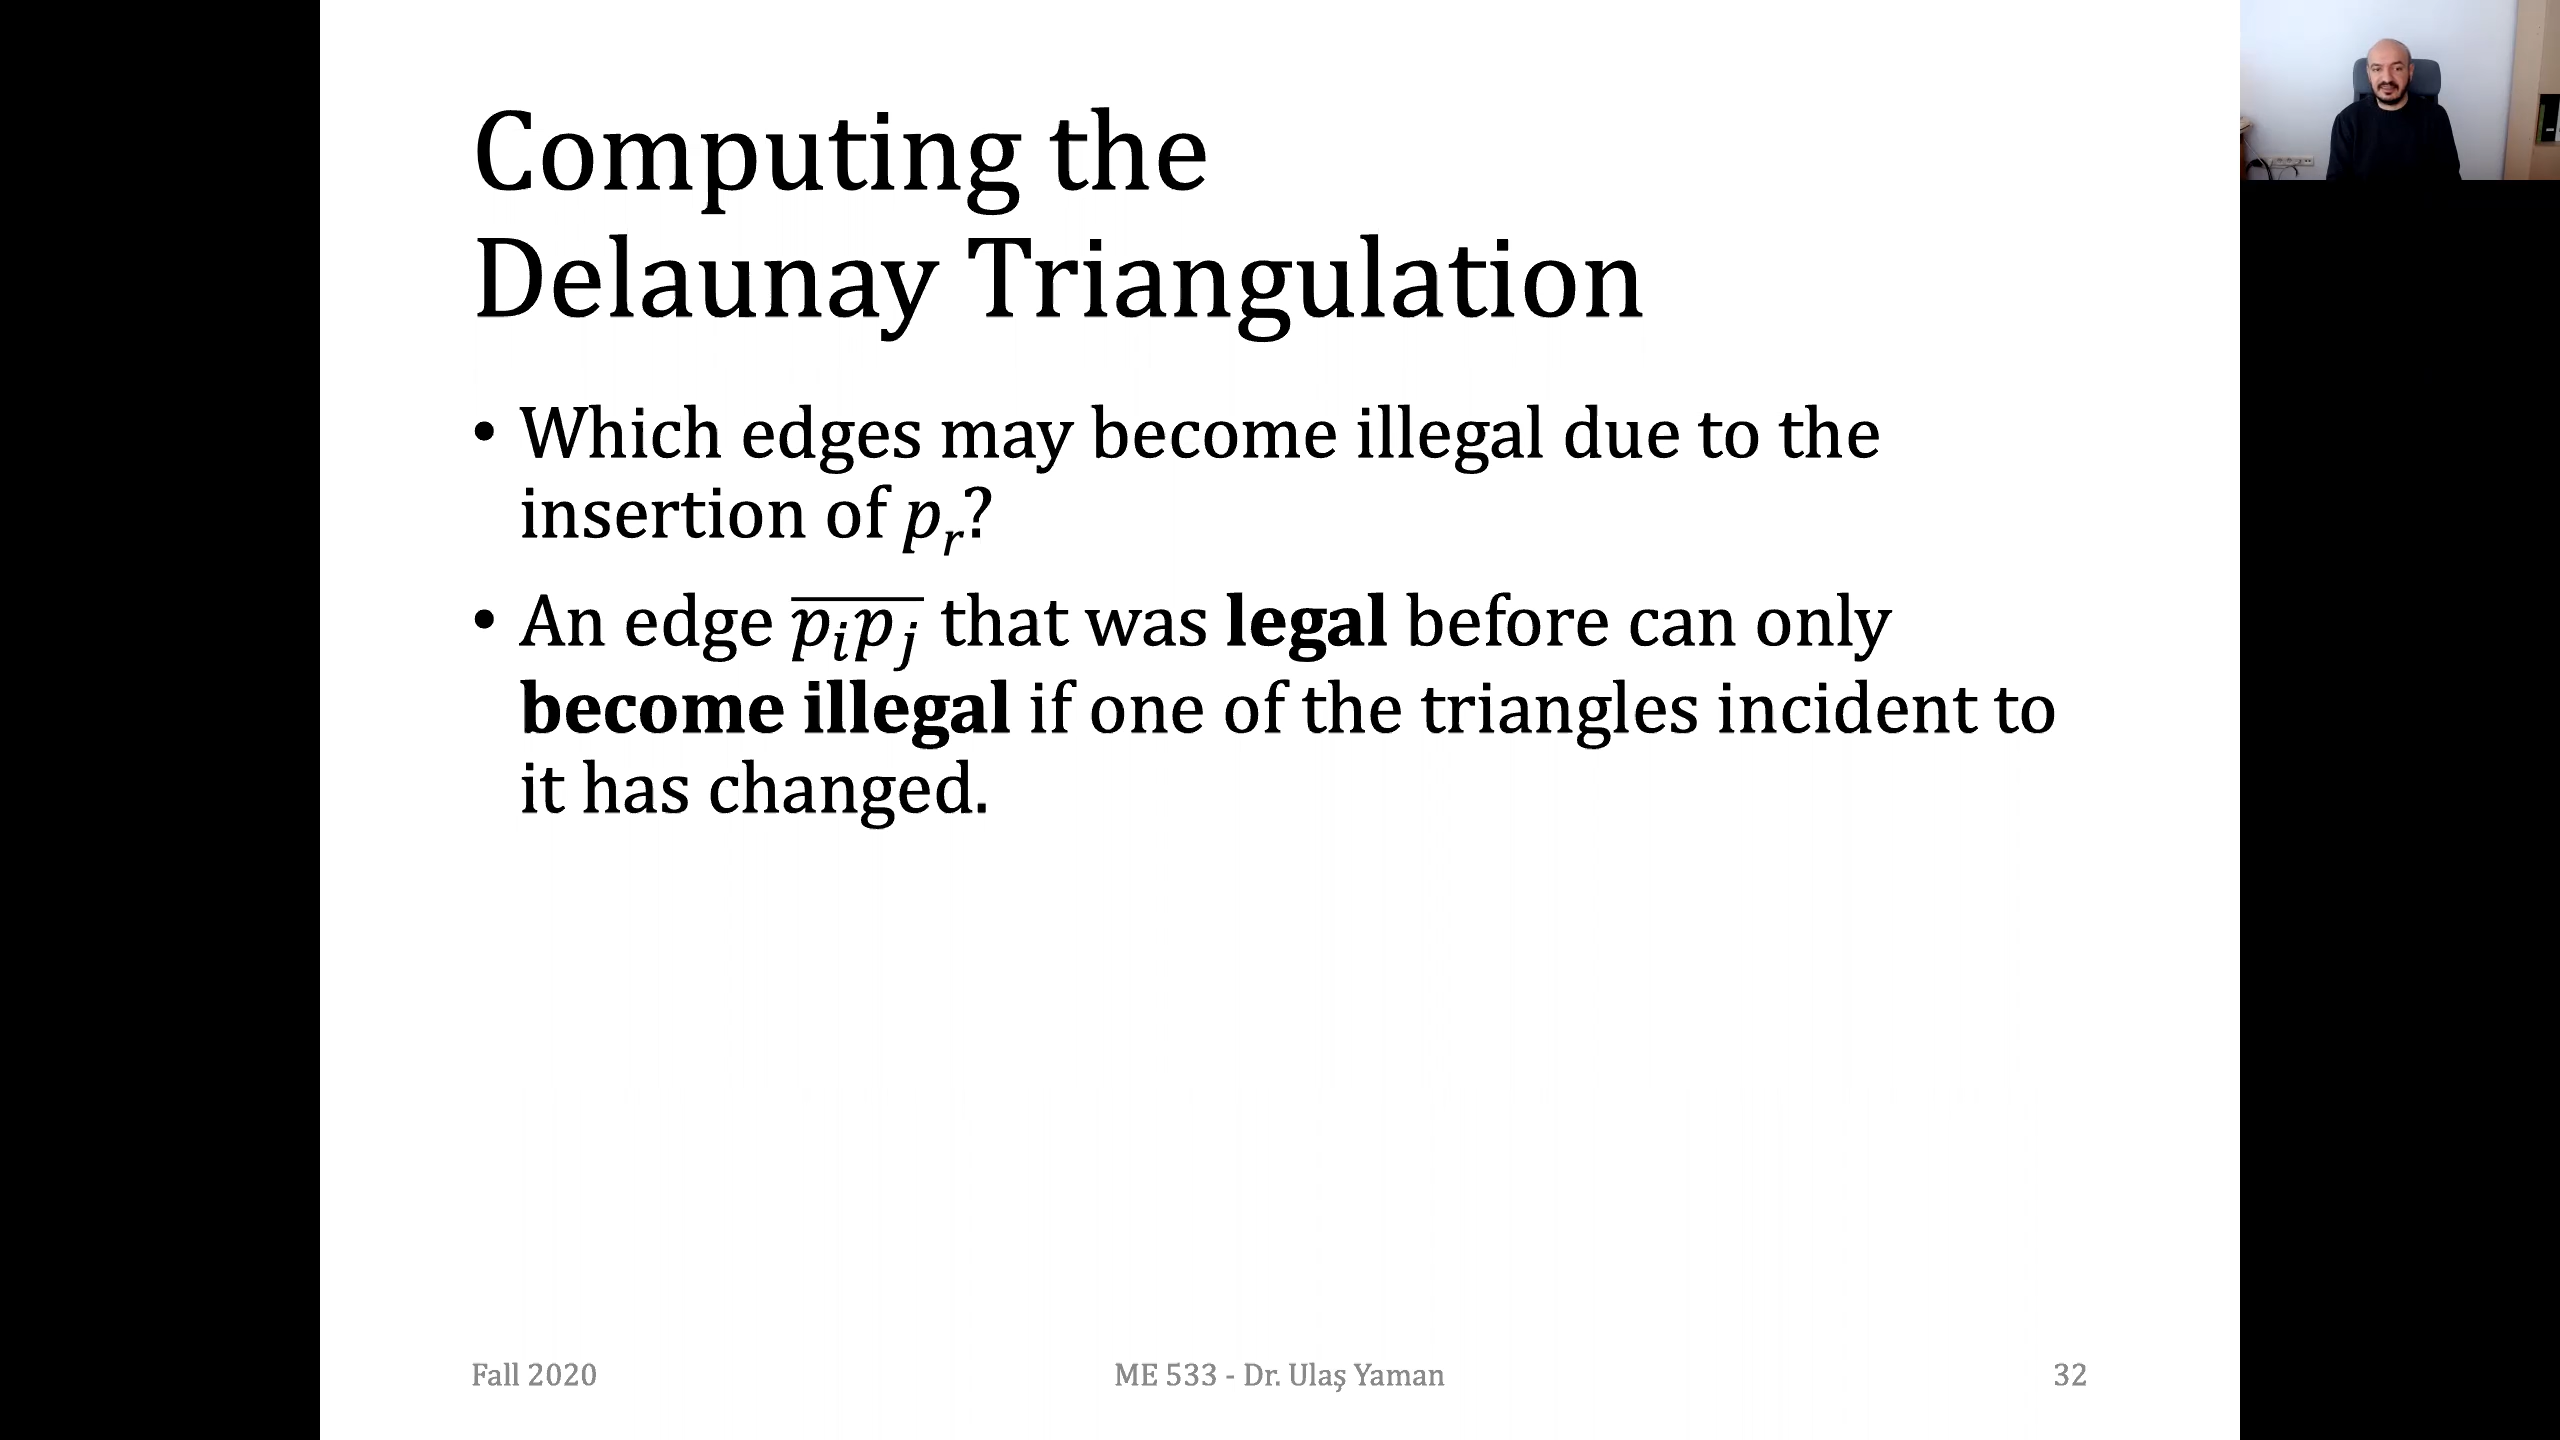 Computing the
Delaunay Triangulation
• Which edges may become illegal due to the
insertion of pᵣ?
• An edge p̅ᵢp̅ⱼ that was legal before can only
become illegal if one of the triangles incident to
it has changed.
Fall 2020
ME 533 - Dr. Ulaş Yaman
32